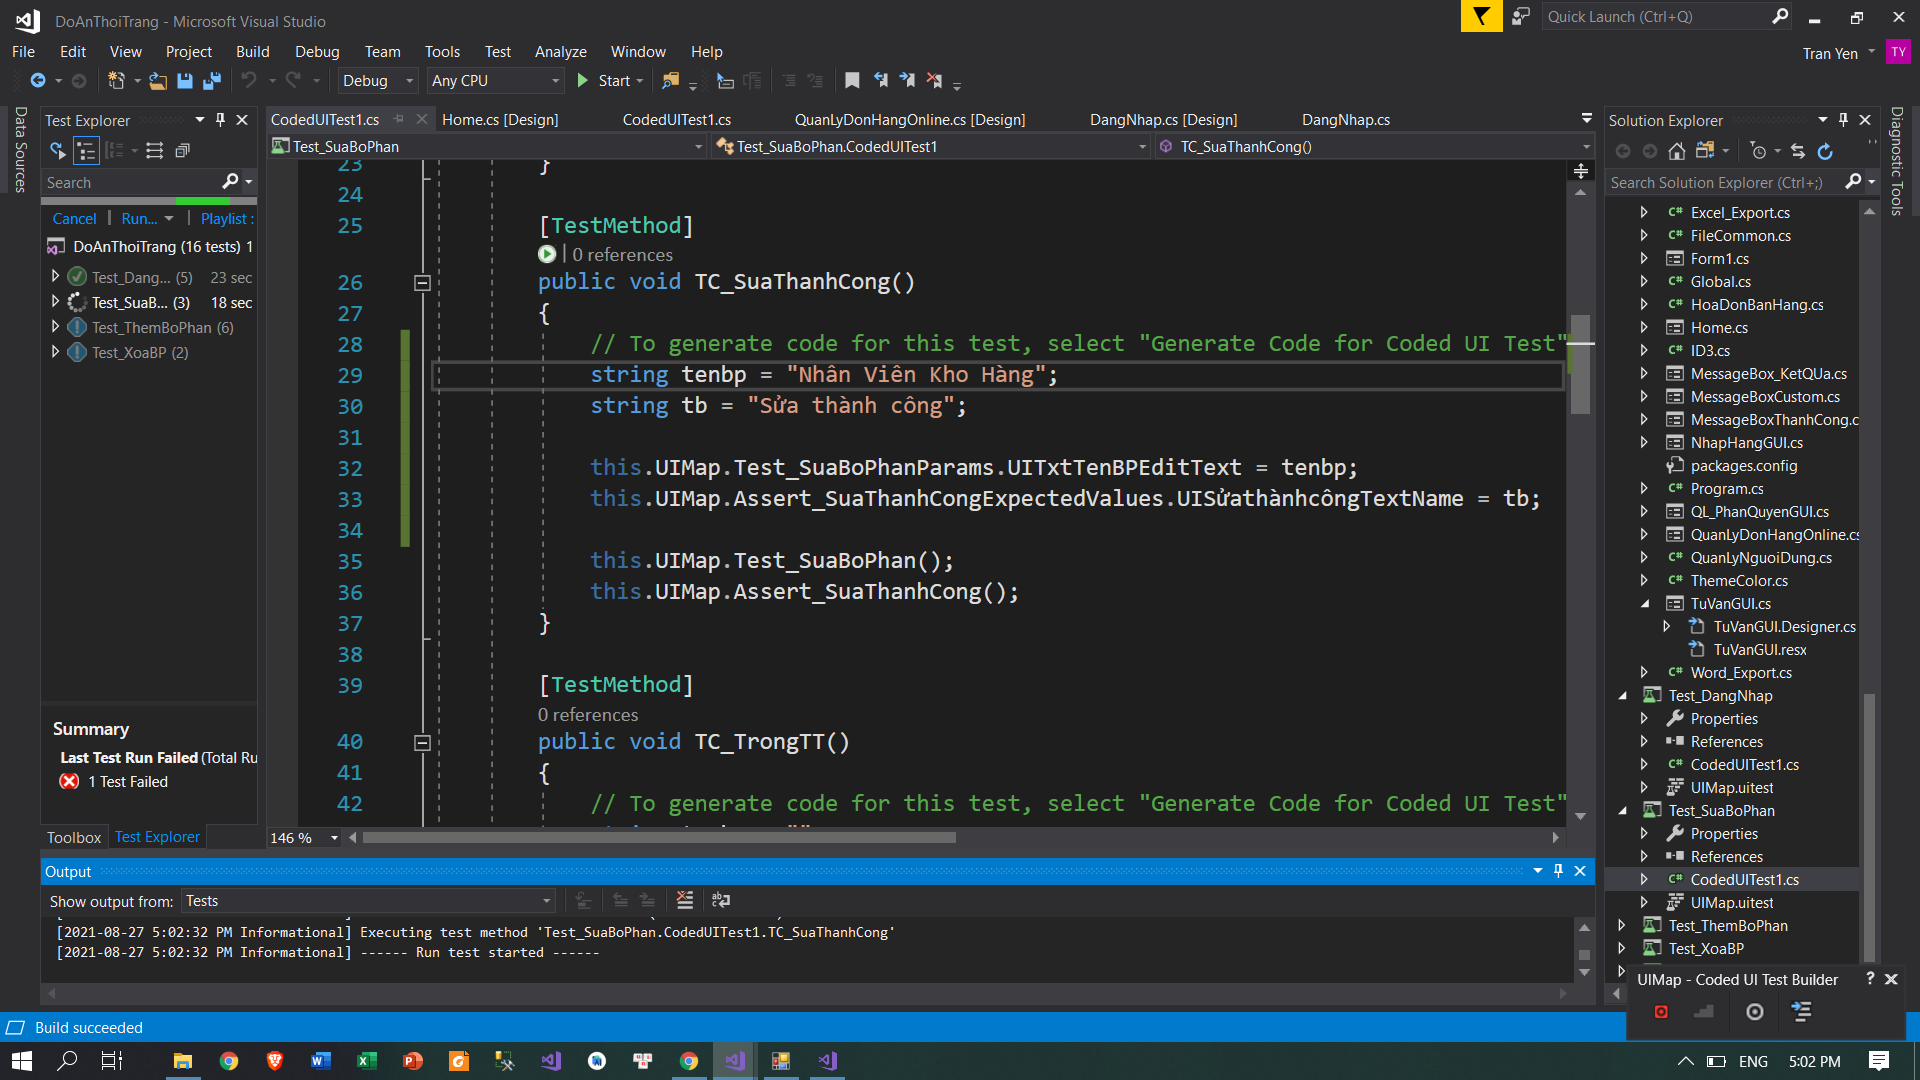 DoAnThoiTrang - Microsoft Visual Studio
Quick Launch (Ctrl+Q)
File Edit View Project Build Debug Team Tools Test Analyze Window Help
Tran Yen
TY
Debug Any CPU Start
Data Sources
Test Explorer
CodedUITest1.cs Home.cs [Design] CodedUITest1.cs QuanLyDonHangOnline.cs [Design] DangNhap.cs [Design] DangNhap.cs
Test_SuaBoPhan Test_SuaBoPhan.CodedUITest1 TC_SuaThanhCong()
Search
Cancel Run... Playlist :
DoAnThoiTrang (16 tests) 1
Test_Dang... (5) 23 sec
Test_SuaB... (3) 18 sec
Test_ThemBoPhan (6)
Test_XoaBP (2)
Summary
Last Test Run Failed (Total Ru
1 Test Failed
Toolbox Test Explorer
23 }
24
25 [TestMethod]
0 references
26 public void TC_SuaThanhCong()
27 {
28 // To generate code for this test, select "Generate Code for Coded UI Test"
29 string tenbp = "Nhân Viên Kho Hàng";
30 string tb = "Sửa thành công";
31
32 this.UIMap.Test_SuaBoPhanParams.UITxtTenBPEditText = tenbp;
33 this.UIMap.Assert_SuaThanhCongExpectedValues.UISửathànhcôngTextName = tb;
34
35 this.UIMap.Test_SuaBoPhan();
36 this.UIMap.Assert_SuaThanhCong();
37 }
38
39 [TestMethod]
0 references
40 public void TC_TrongTT()
41 {
42 // To generate code for this test, select "Generate Code for Coded UI Test"
146 %
Output
Show output from: Tests
[2021-08-27 5:02:32 PM Informational] Executing test method 'Test_SuaBoPhan.CodedUITest1.TC_SuaThanhCong'
[2021-08-27 5:02:32 PM Informational] ------ Run test started ------
Solution Explorer
Search Solution Explorer (Ctrl+;)
Excel_Export.cs
FileCommon.cs
Form1.cs
Global.cs
HoaDonBanHang.cs
Home.cs
ID3.cs
MessageBox_KetQUa.cs
MessageBoxCustom.cs
MessageBoxThanhCong.c
NhapHangGUI.cs
packages.config
Program.cs
QL_PhanQuyenGUI.cs
QuanLyDonHangOnline.cs
QuanLyNguoiDung.cs
ThemeColor.cs
TuVanGUI.cs
TuVanGUI.Designer.cs
TuVanGUI.resx
Word_Export.cs
Test_DangNhap
Properties
References
CodedUITest1.cs
UIMap.uitest
Test_SuaBoPhan
Properties
References
CodedUITest1.cs
UIMap.uitest
Test_ThemBoPhan
Test_XoaBP
Diagnostic Tools
UIMap - Coded UI Test Builder ?
Build succeeded
ENG 5:02 PM